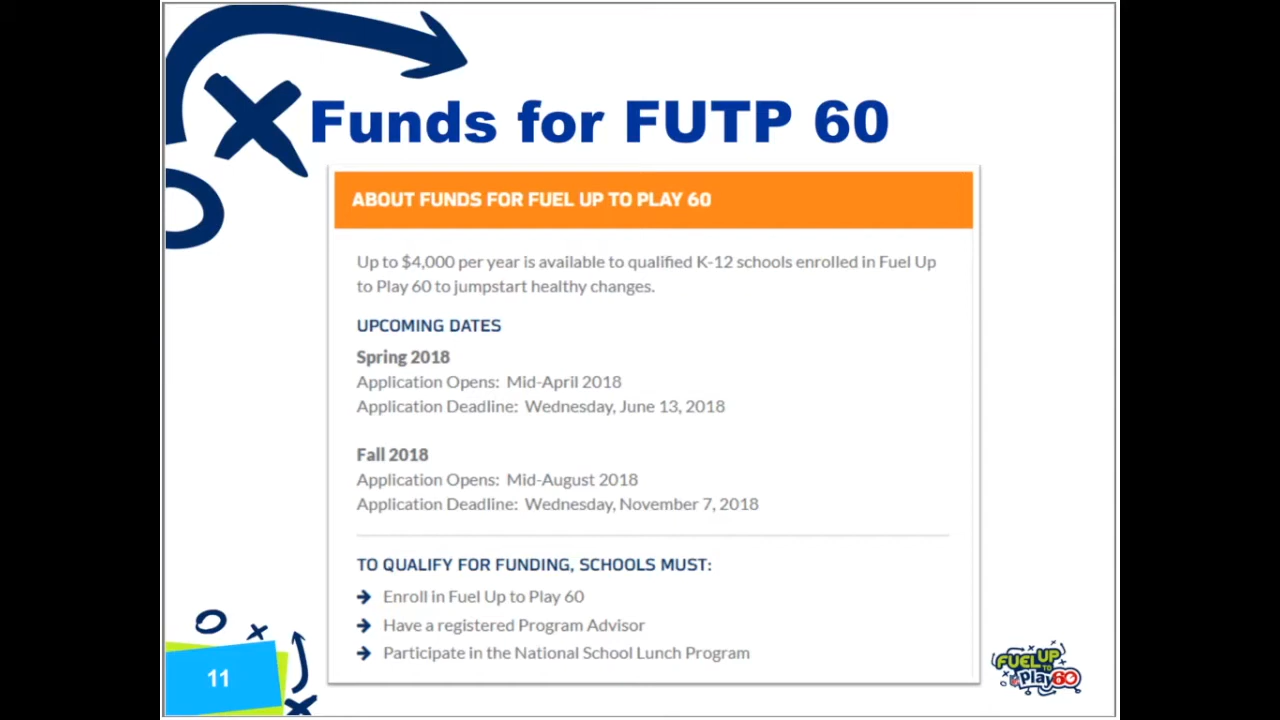 Funds for FUTP 60
ABOUT FUNDS FOR FUEL UP TO PLAY 60
Up to $4,000 per year is available to qualified K-12 schools enrolled in Fuel Up
to Play 60 to jumpstart healthy changes.
UPCOMING DATES
Spring 2018
Application Opens: Mid-April 2018
Application Deadline: Wednesday, June 13, 2018
Fall 2018
Application Opens: Mid-August 2018
Application Deadline: Wednesday, November 7, 2018
TO QUALIFY FOR FUNDING, SCHOOLS MUST:
Enroll in Fuel Up to Play 60
Have a registered Program Advisor
Participate in the National School Lunch Program
11
FUEL UP
TO
Play 60